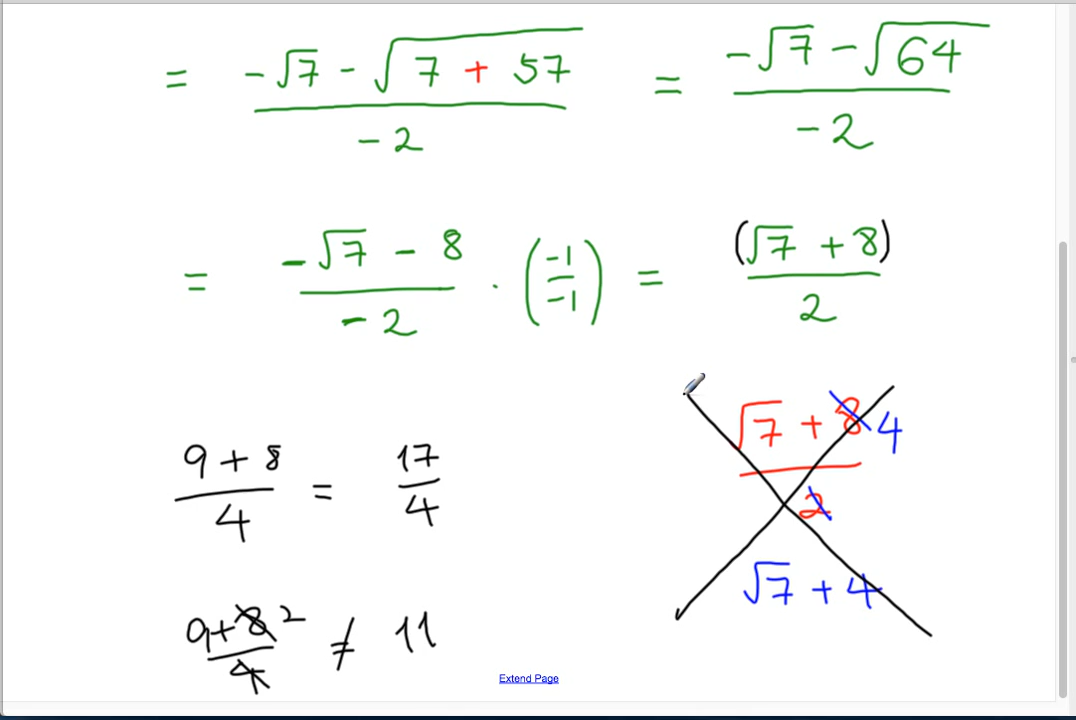 = (-√7 - √(7 + 57))/(-2) = (-√7 - √64)/(-2)
= (-√7 - 8)/(-2) · (-1/-1) = (√7 + 8)/2
(√7 + 8)/2 4
√7 + 4
(9 + 8)/4 = 17/4
(9 + 8)/4 2 ≠ 11
Extend Page